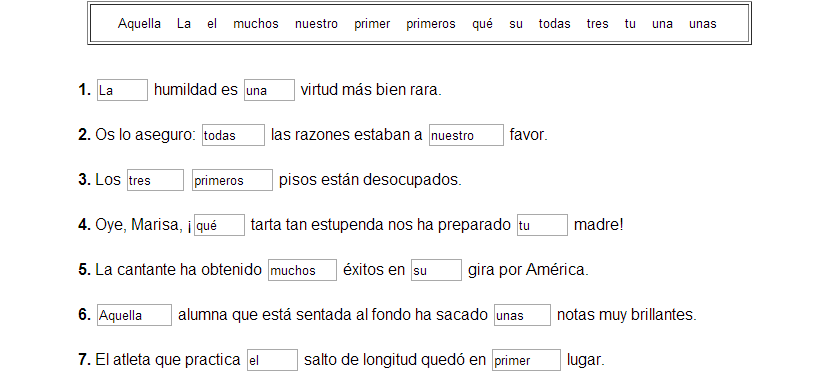 Aquella La el muchos nuestro primer primeros qué su todas tres tu una unas
1. La humildad es una virtud más bien rara.
2. Os lo aseguro: todas las razones estaban a nuestro favor.
3. Los tres primeros pisos están desocupados.
4. Oye, Marisa, ¡ qué tarta tan estupenda nos ha preparado tu madre!
5. La cantante ha obtenido muchos éxitos en su gira por América.
6. Aquella alumna que está sentada al fondo ha sacado unas notas muy brillantes.
7. El atleta que practica el salto de longitud quedó en primer lugar.